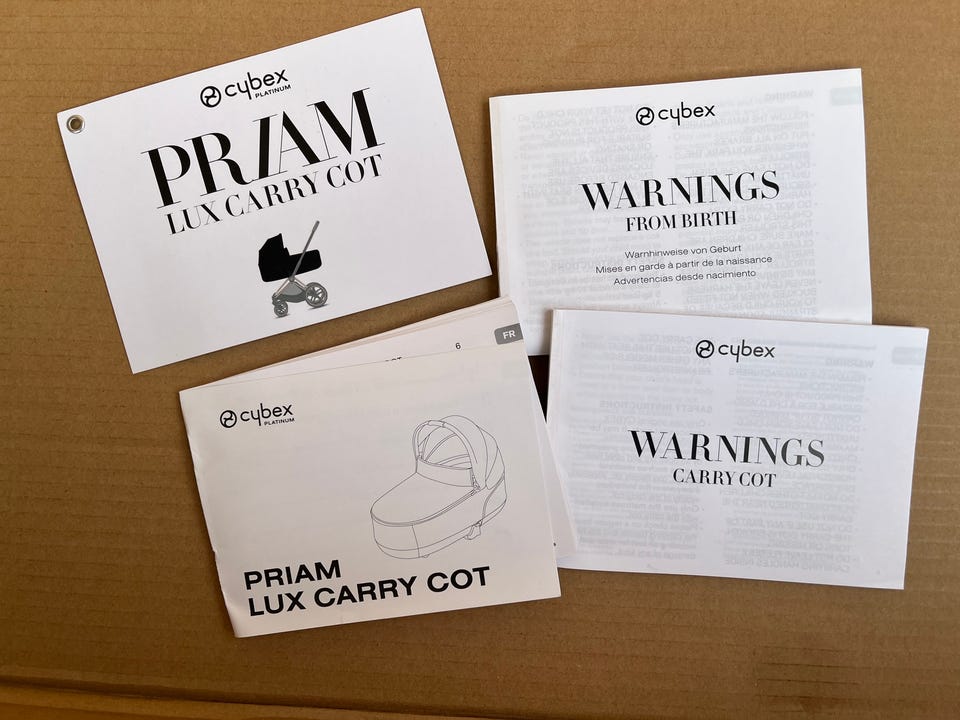 cybex
PLATINUM
PRIAM
LUX CARRY COT
cybex
WARNINGS
FROM BIRTH
Warnhinweise von Geburt
Mises en garde à partir de la naissance
Advertencias desde nacimiento
6
FR
cybex
PLATINUM
PRIAM
LUX CARRY COT
cybex
WARNINGS
CARRY COT